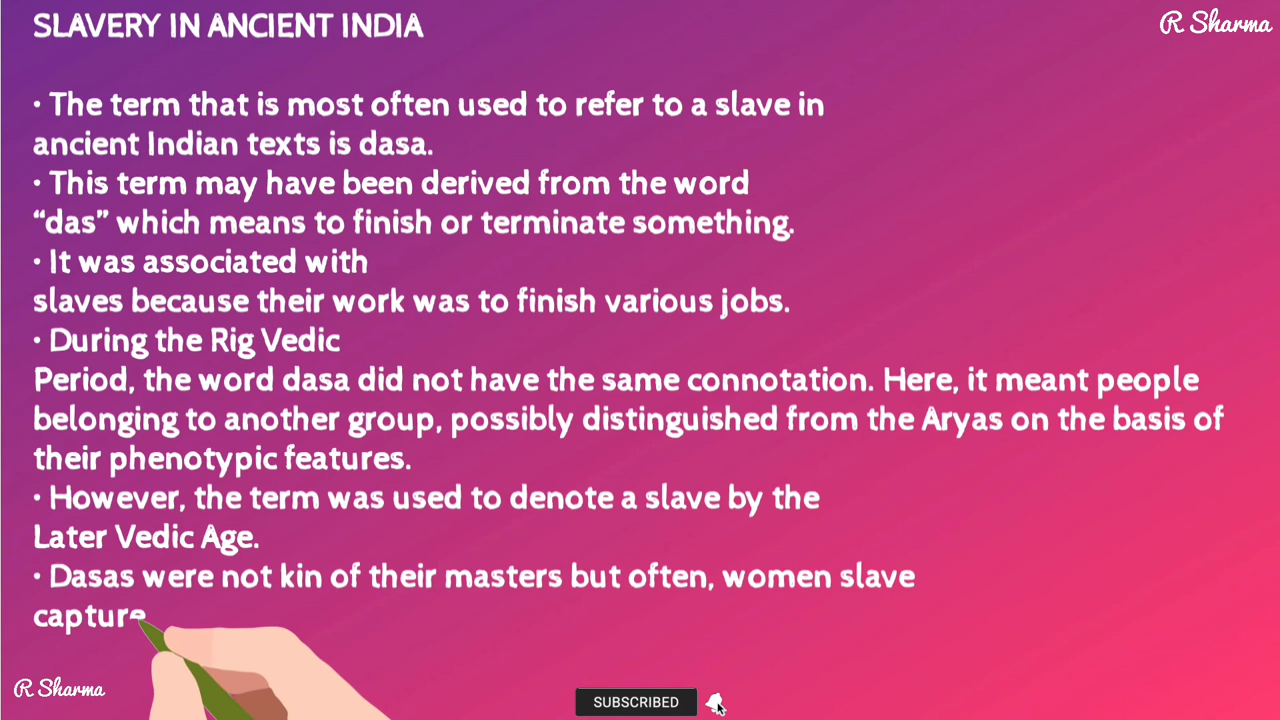 SLAVERY IN ANCIENT INDIA
R Sharma
• The term that is most often used to refer to a slave in
ancient Indian texts is dasa.
• This term may have been derived from the word
“das” which means to finish or terminate something.
• It was associated with
slaves because their work was to finish various jobs.
• During the Rig Vedic
Period, the word dasa did not have the same connotation. Here, it meant people
belonging to another group, possibly distinguished from the Aryas on the basis of
their phenotypic features.
• However, the term was used to denote a slave by the
Later Vedic Age.
• Dasas were not kin of their masters but often, women slave
capture
R Sharma
SUBSCRIBED